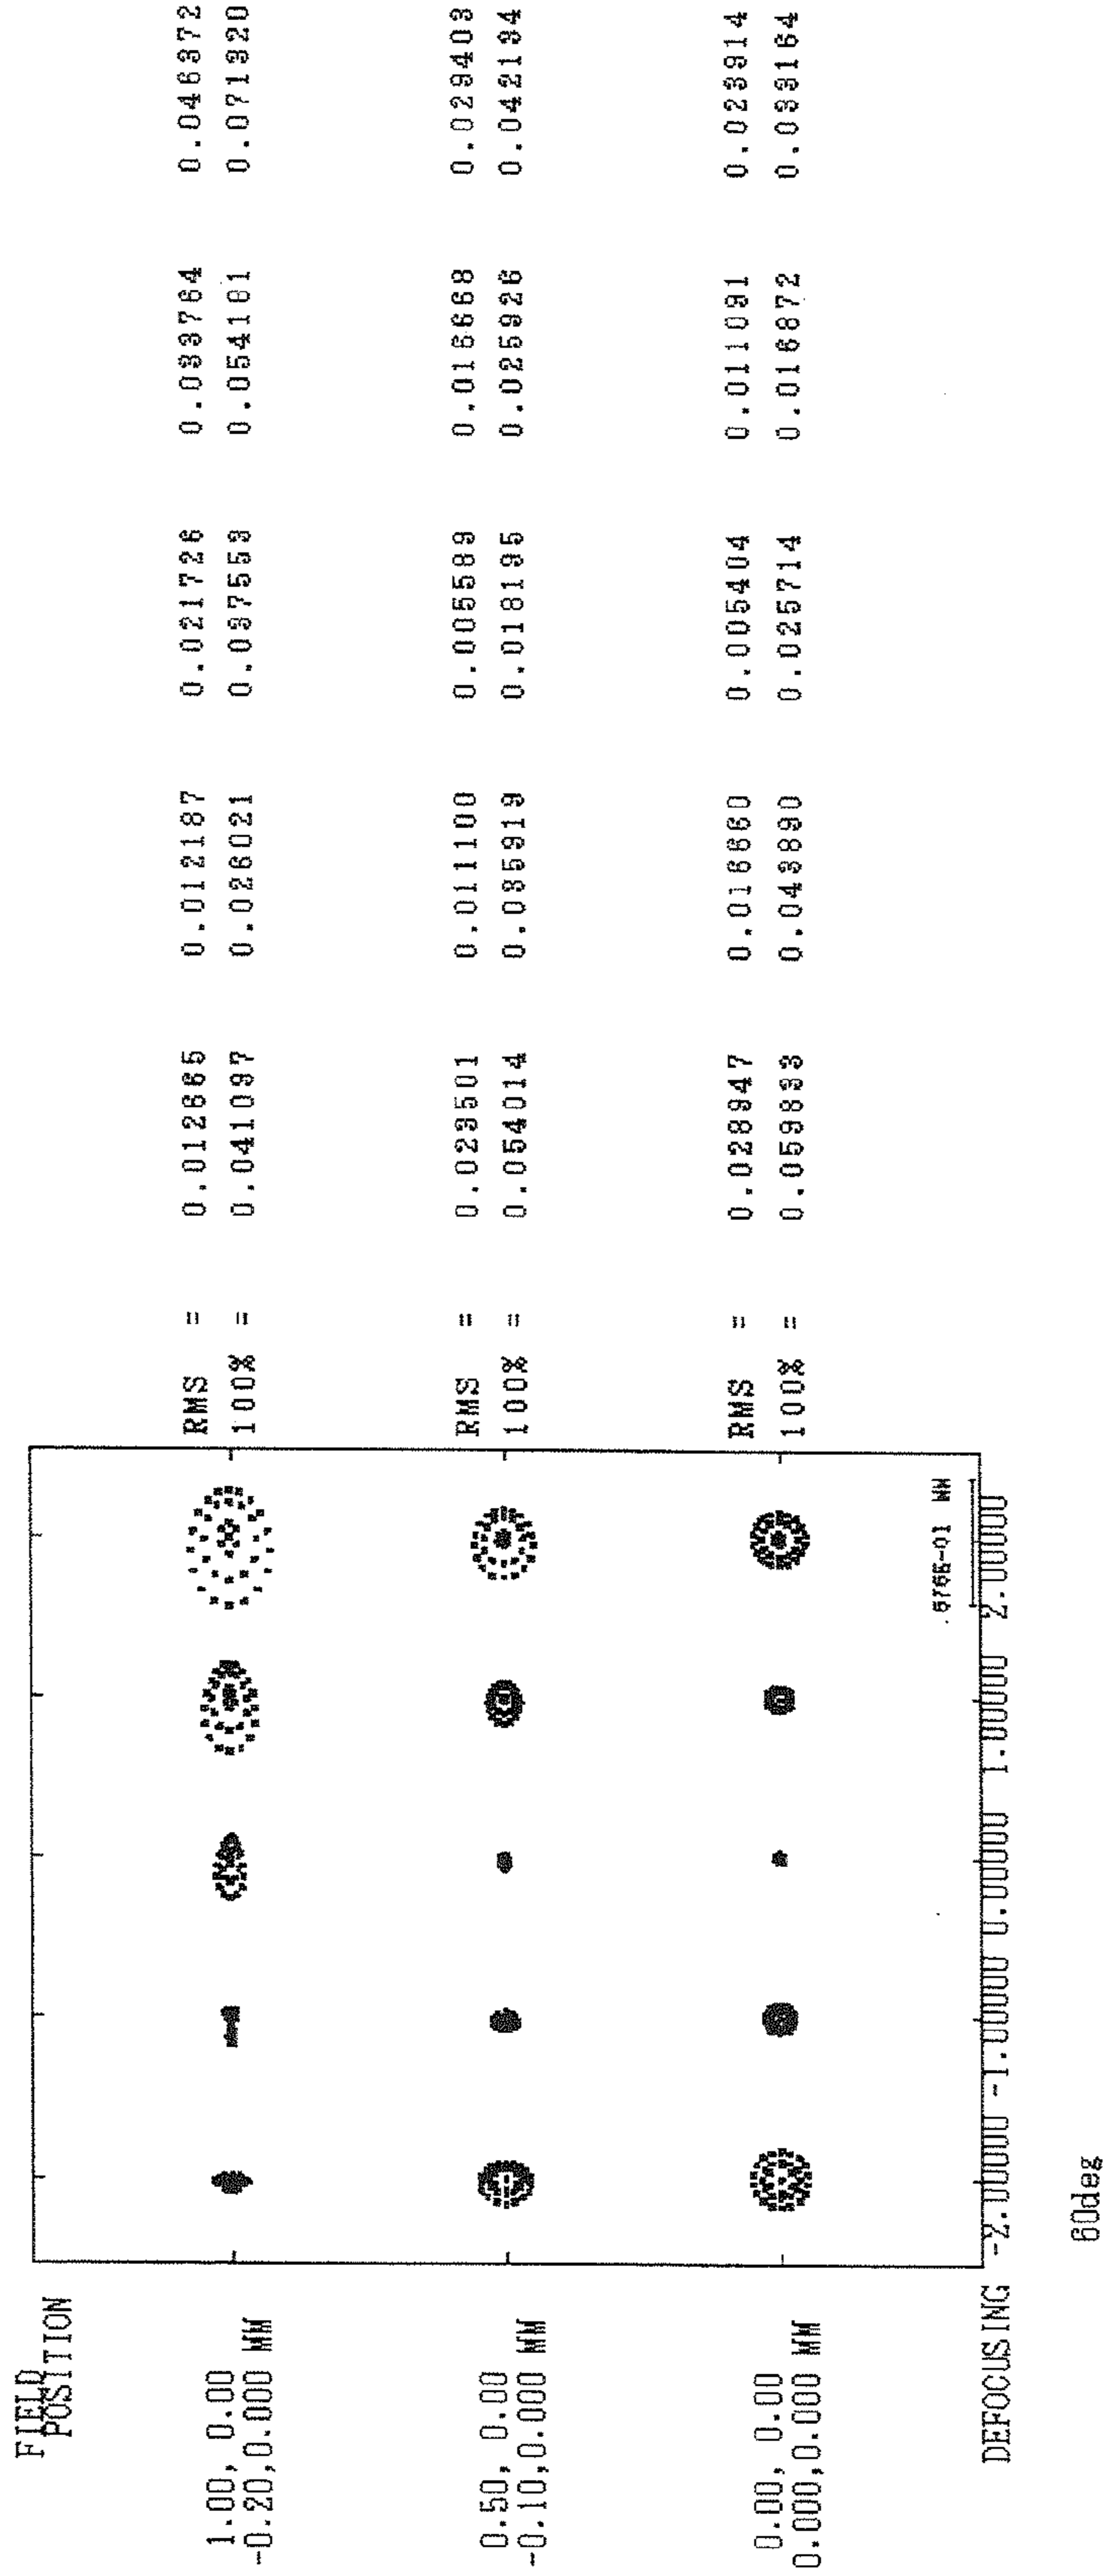 FIELD
POSITION
1.00, 0.00
-0.20,0.000 MM
RMS = 0.012665 0.012187 0.021726 0.033764 0.046372
100% = 0.041097 0.026021 0.037553 0.054181 0.071320
0.50, 0.00
-0.10,0.000 MM
RMS = 0.023501 0.011100 0.005589 0.016668 0.029403
100% = 0.054014 0.035919 0.018195 0.025926 0.042194
0.00, 0.00
0.000,0.000 MM
RMS = 0.028947 0.016660 0.005404 0.011091 0.023914
100% = 0.059833 0.043890 0.025714 0.016872 0.033164
.676E-01 MM
DEFOCUSING -2.00000 -1.00000 0.00000 1.00000 2.00000
60deg